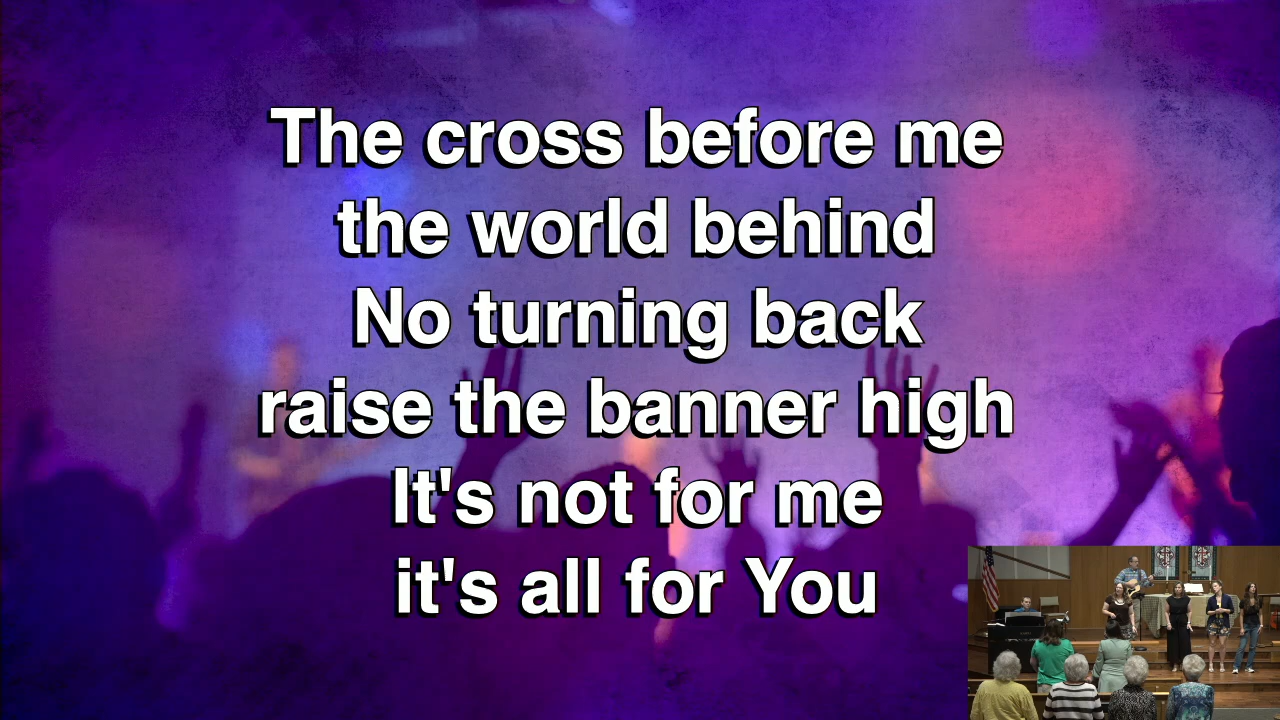 The cross before me
the world behind
No turning back
raise the banner high
It's not for me
it's all for You